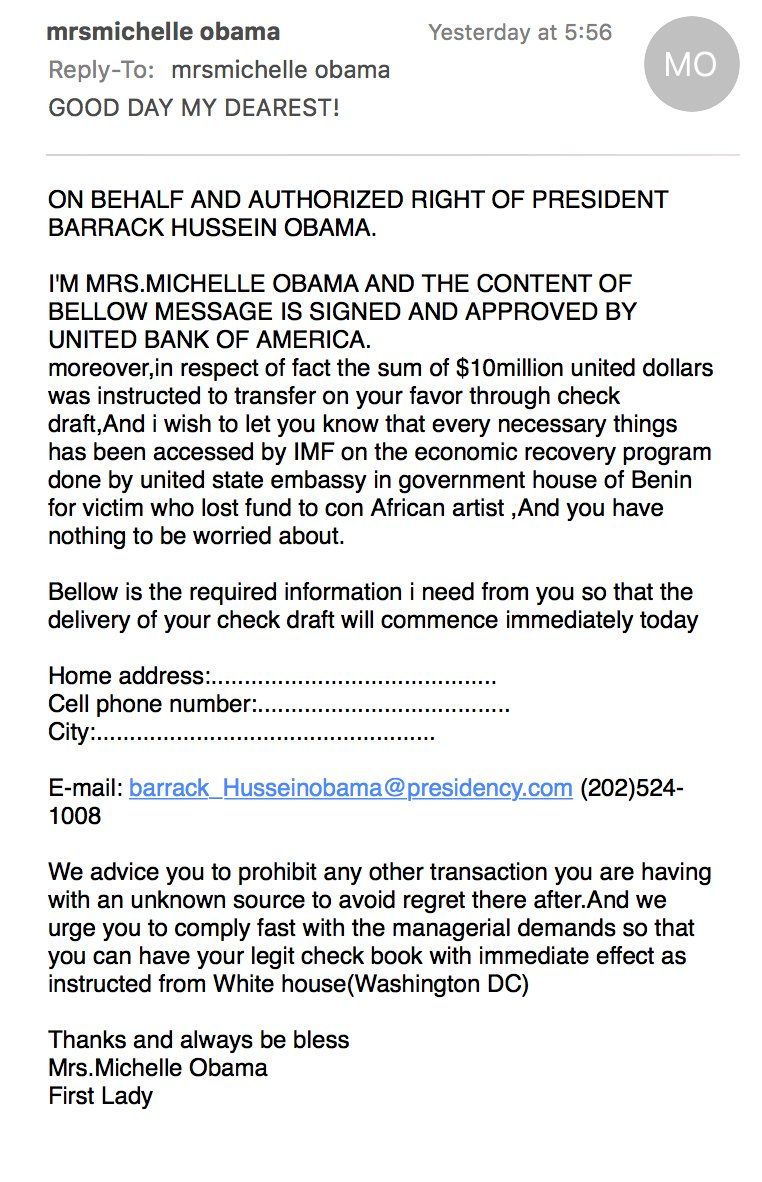 mrsmichelle obama
Yesterday at 5:56
MO
Reply-To: mrsmichelle obama
GOOD DAY MY DEAREST!
ON BEHALF AND AUTHORIZED RIGHT OF PRESIDENT
BARRACK HUSSEIN OBAMA.
I'M MRS.MICHELLE OBAMA AND THE CONTENT OF
BELLOW MESSAGE IS SIGNED AND APPROVED BY
UNITED BANK OF AMERICA.
moreover,in respect of fact the sum of $10million united dollars
was instructed to transfer on your favor through check
draft,And i wish to let you know that every necessary things
has been accessed by IMF on the economic recovery program
done by united state embassy in government house of Benin
for victim who lost fund to con African artist ,And you have
nothing to be worried about.
Bellow is the required information i need from you so that the
delivery of your check draft will commence immediately today
Home address:...........................................
Cell phone number:......................................
City:...................................................
E-mail: barrack_Husseinobama@presidency.com (202)524-
1008
We advice you to prohibit any other transaction you are having
with an unknown source to avoid regret there after.And we
urge you to comply fast with the managerial demands so that
you can have your legit check book with immediate effect as
instructed from White house(Washington DC)
Thanks and always be bless
Mrs.Michelle Obama
First Lady